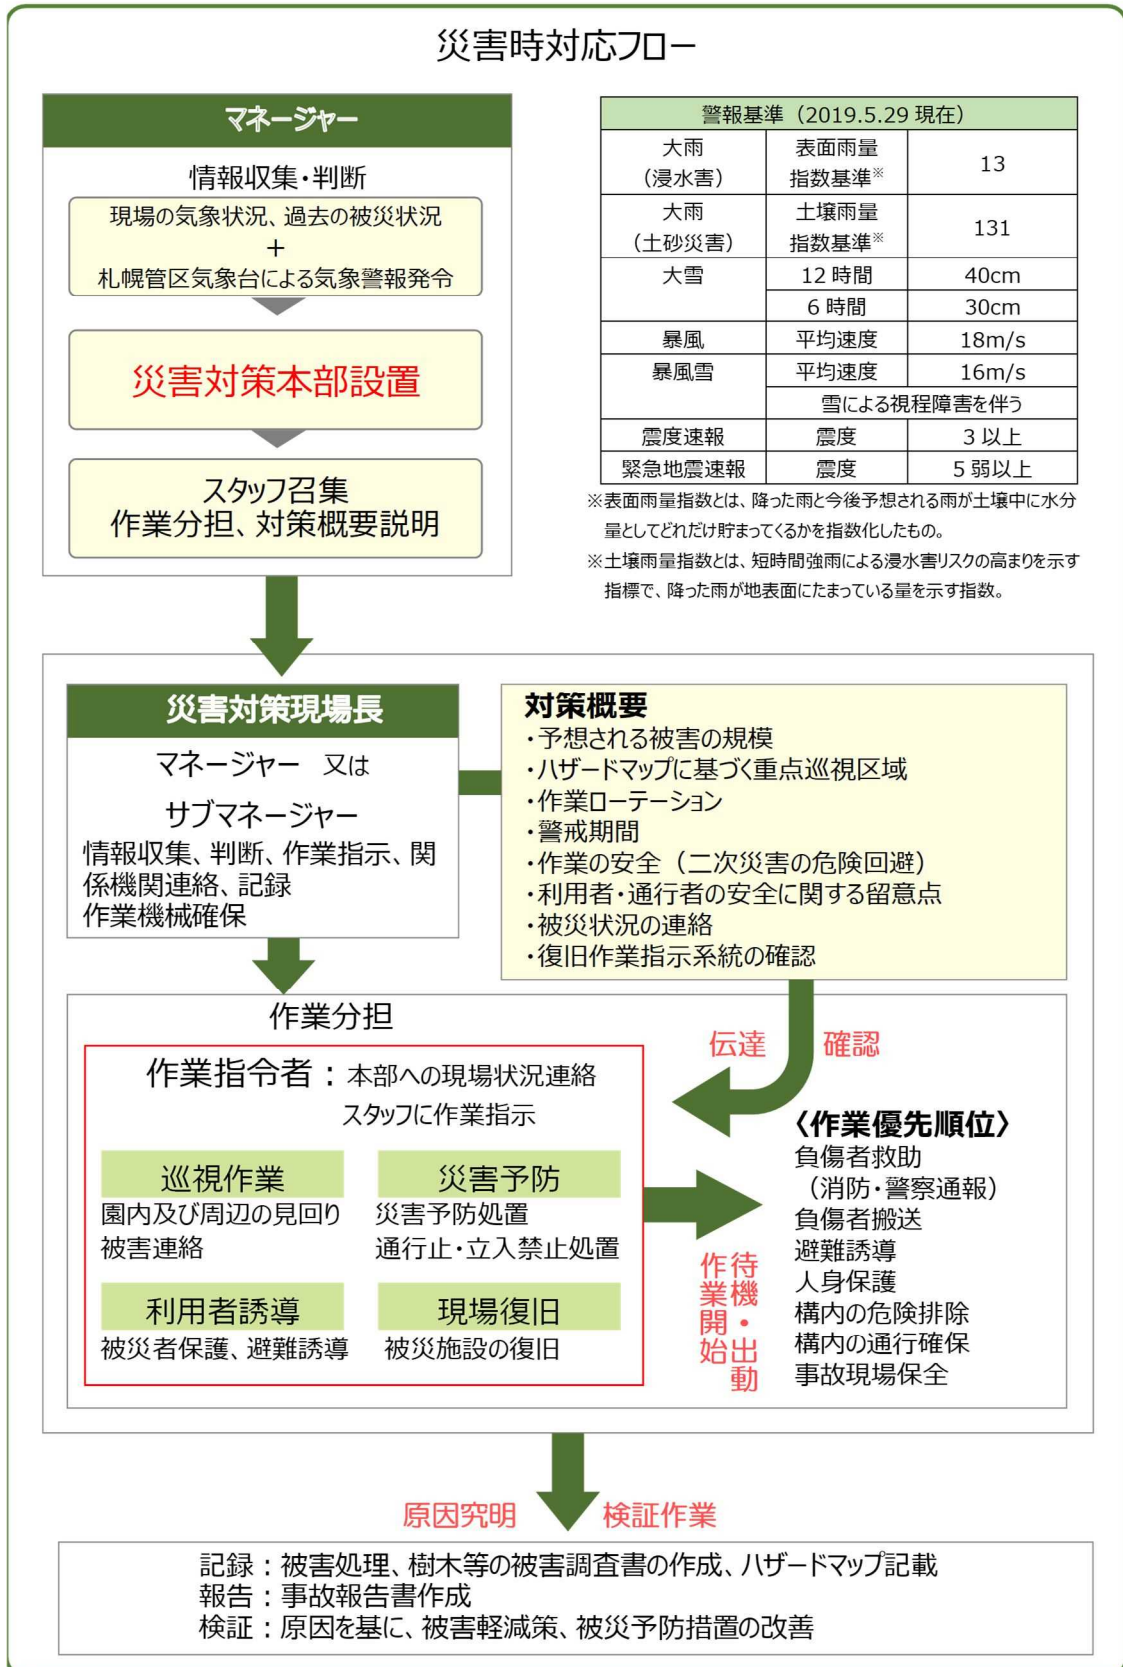 災害時対応フロー
マネージャー
情報収集・判断
現場の気象状況、過去の被災状況
+
札幌管区気象台による気象警報発令
災害対策本部設置
スタッフ召集
作業分担、対策概要説明
警報基準（2019.5.29 現在）
大雨
（浸水害）
表面雨量
指数基準※
13
大雨
（土砂災害）
土壌雨量
指数基準※
131
大雪
12 時間
40cm
6 時間
30cm
暴風
平均速度
18m/s
暴風雪
平均速度
16m/s
雪による視程障害を伴う
震度速報
震度
3 以上
緊急地震速報
震度
5 弱以上
※表面雨量指数とは、降った雨と今後予想される雨が土壌中に水分
量としてどれだけ貯まってくるかを指数化したもの。
※土壌雨量指数とは、短時間強雨による浸水害リスクの高まりを示す
指標で、降った雨が地表面にたまっている量を示す指数。
災害対策現場長
マネージャー 又は
サブマネージャー
情報収集、判断、作業指示、関
係機関連絡、記録
作業機械確保
対策概要
・予想される被害の規模
・ハザードマップに基づく重点巡視区域
・作業ローテーション
・警戒期間
・作業の安全（二次災害の危険回避）
・利用者・通行者の安全に関する留意点
・被災状況の連絡
・復旧作業指示系統の確認
伝達 確認
作業分担
作業指令者：本部への現場状況連絡
スタッフに作業指示
巡視作業
園内及び周辺の見回り
被害連絡
災害予防
災害予防処置
通行止・立入禁止処置
利用者誘導
被災者保護、避難誘導
現場復旧
被災施設の復旧
待機・出動
作業開始
〈作業優先順位〉
負傷者救助
（消防・警察通報）
負傷者搬送
避難誘導
人身保護
構内の危険排除
構内の通行確保
事故現場保全
原因究明 検証作業
記録：被害処理、樹木等の被害調査書の作成、ハザードマップ記載
報告：事故報告書作成
検証：原因を基に、被害軽減策、被災予防措置の改善